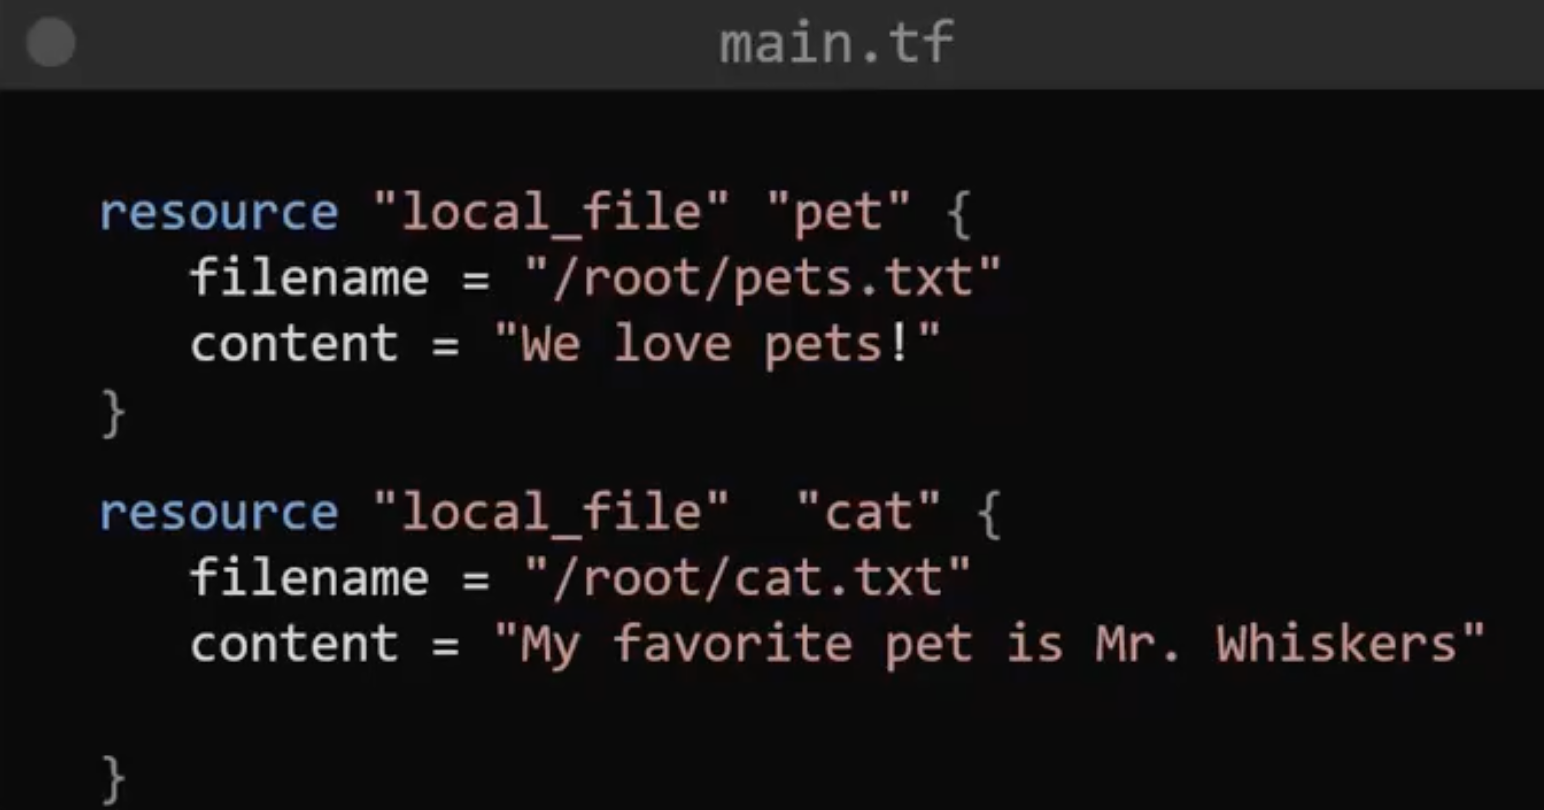 main.tf
resource "local_file" "pet" {
filename = "/root/pets.txt"
content = "We love pets!"
}
resource "local_file"  "cat" {
filename = "/root/cat.txt"
content = "My favorite pet is Mr. Whiskers"
}